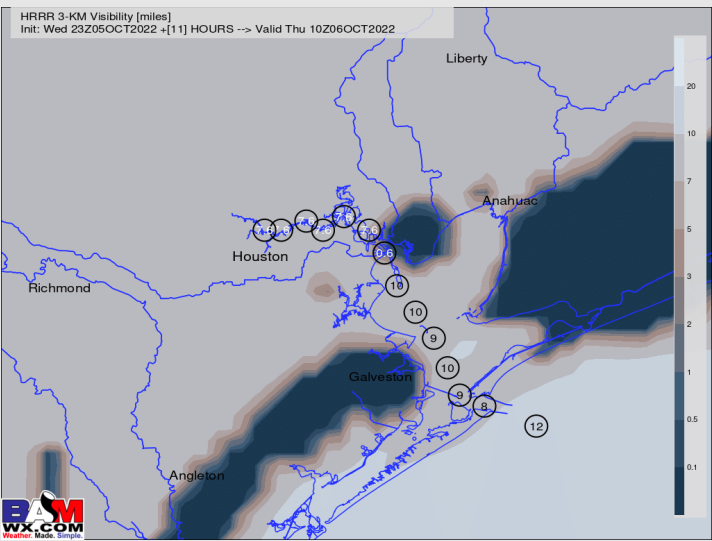 HRRR 3-KM Visibility [miles]
Init: Wed 23Z05OCT2022 +[11] HOURS --> Valid Thu 10Z06OCT2022
Liberty
20
10
7
Anahuac
5
Houston
10
3
Richmond
10
2
9
10
1
Galveston
9
8
0.5
12
0.1
Angleton
BAM
WX.COM
Weather. Made. Simple.